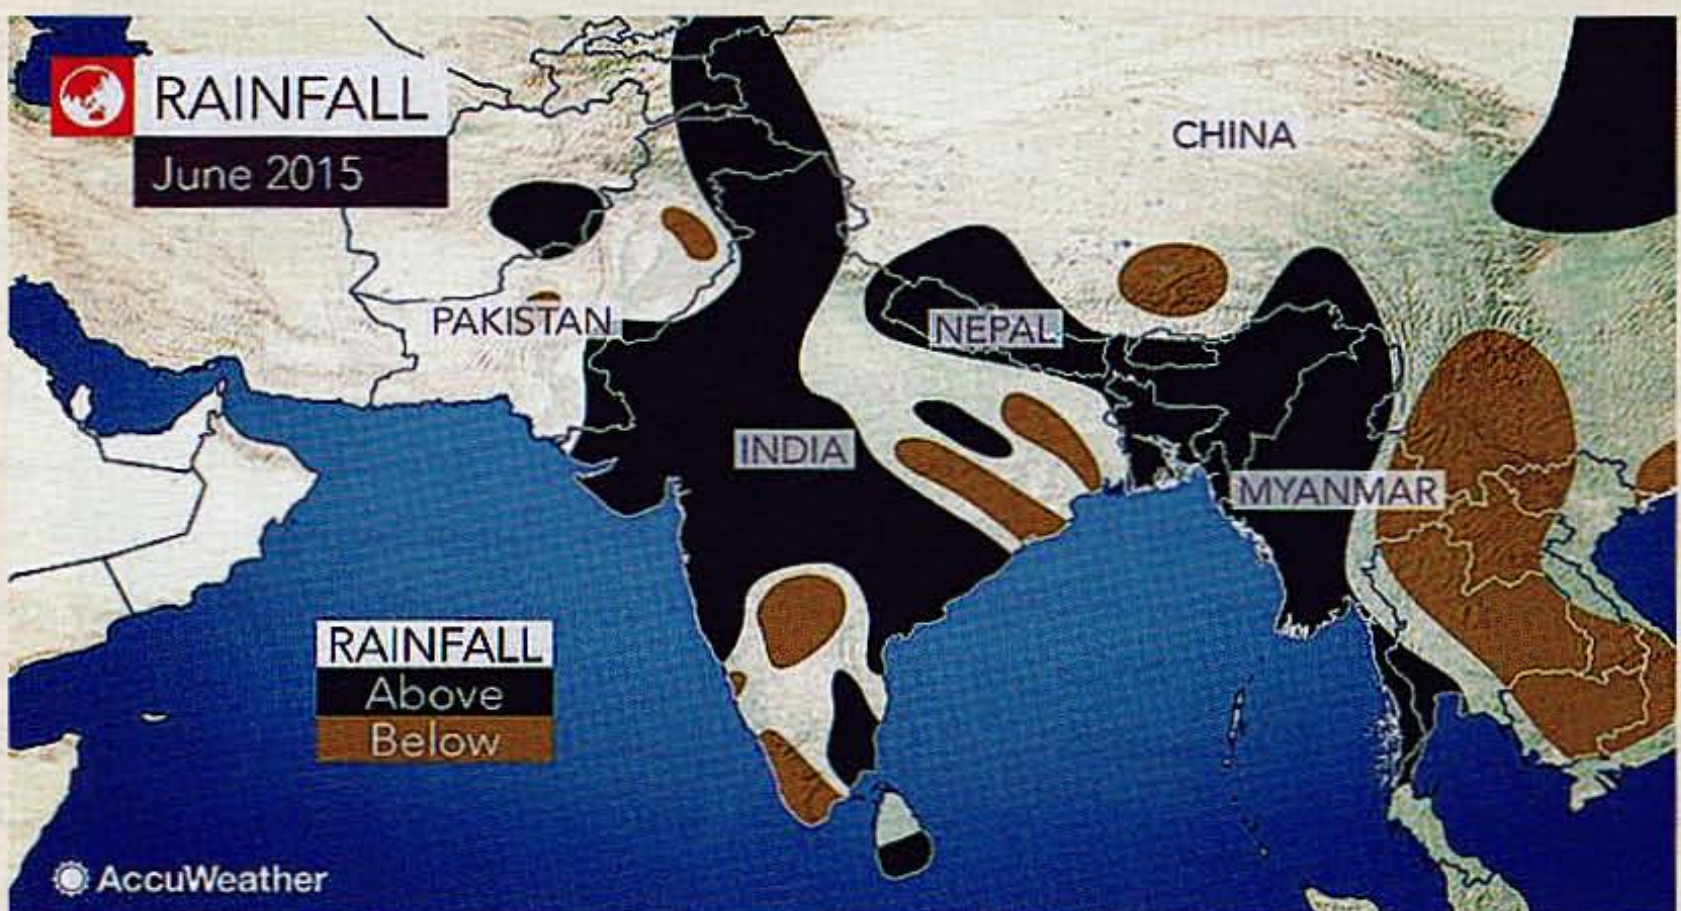 RAINFALL
June 2015
CHINA
PAKISTAN
NEPAL
INDIA
MYANMAR
RAINFALL
Above
Below
AccuWeather